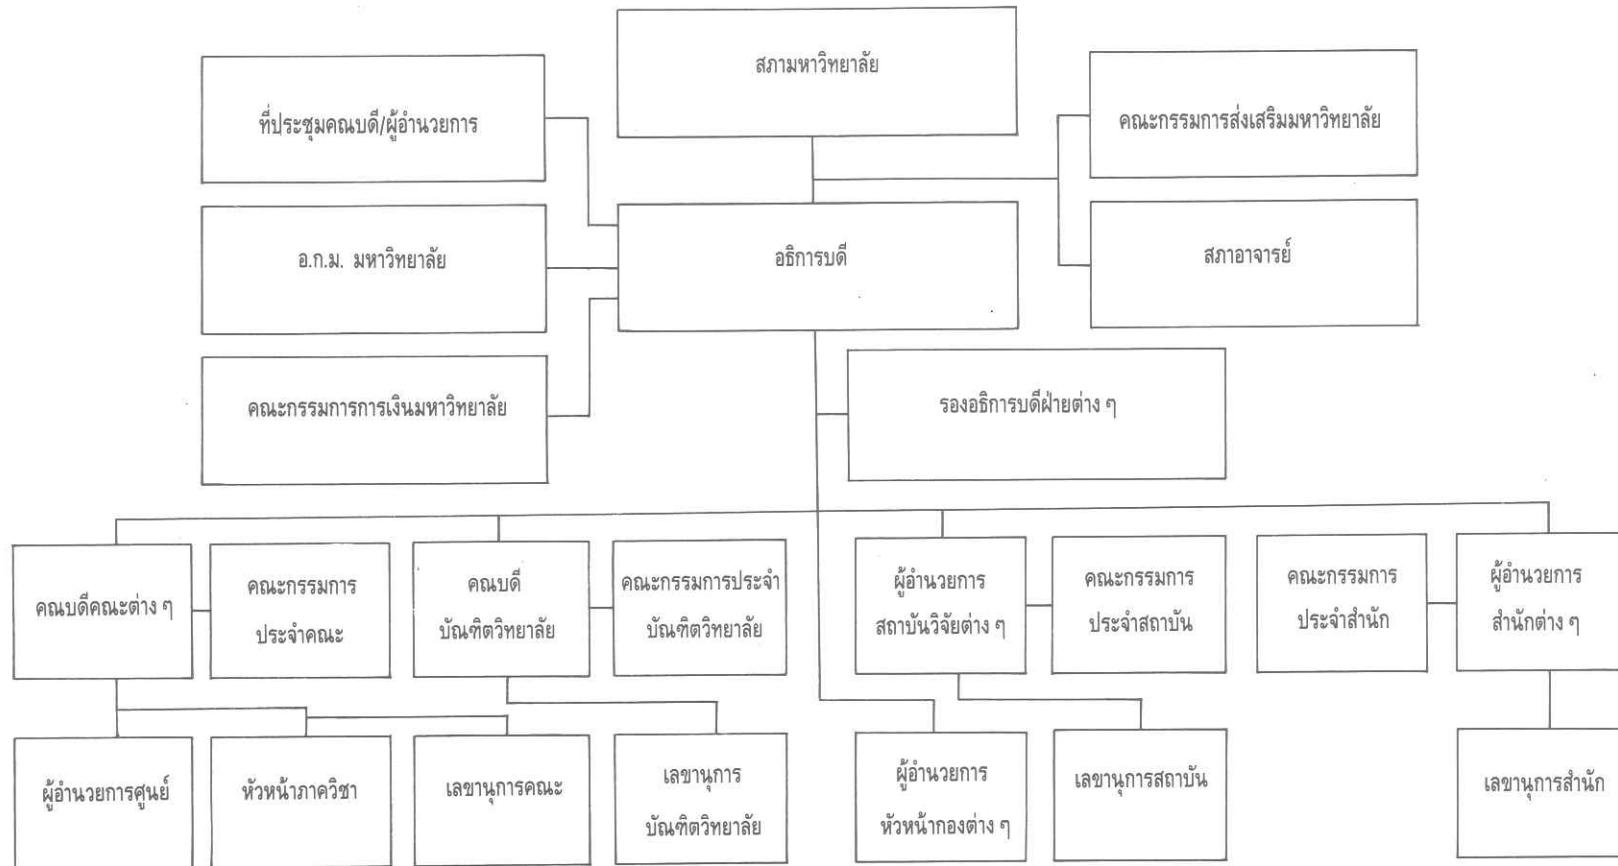 สภามหาวิทยาลัย
ที่ประชุมคณบดี/ผู้อำนวยการ
คณะกรรมการส่งเสริมมหาวิทยาลัย
อ.ก.ม. มหาวิทยาลัย
อธิการบดี
สภาอาจารย์
คณะกรรมการการเงินมหาวิทยาลัย
รองอธิการบดีฝ่ายต่าง ๆ
คณบดีคณะต่าง ๆ
คณะกรรมการ
ประจำคณะ
คณบดี
บัณฑิตวิทยาลัย
คณะกรรมการประจำ
บัณฑิตวิทยาลัย
ผู้อำนวยการ
สถาบันวิจัยต่าง ๆ
คณะกรรมการ
ประจำสถาบัน
คณะกรรมการ
ประจำสำนัก
ผู้อำนวยการ
สำนักต่าง ๆ
ผู้อำนวยการศูนย์
หัวหน้าภาควิชา
เลขานุการคณะ
เลขานุการ
บัณฑิตวิทยาลัย
ผู้อำนวยการ
หัวหน้ากองต่าง ๆ
เลขานุการสถาบัน
เลขานุการสำนัก